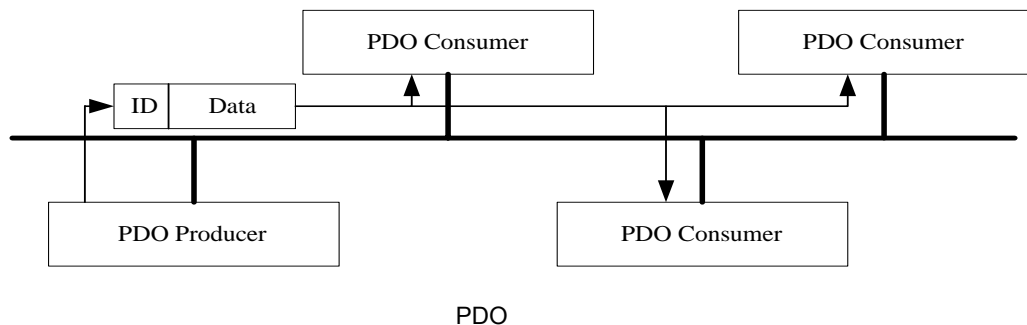 PDO Consumer
PDO Consumer
ID
Data
PDO Producer
PDO Consumer
PDO